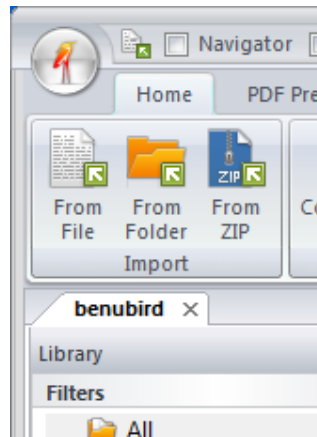 Navigator
Home PDF Pre
From File From Folder From ZIP
ZIP
Import
benubird
Library
Filters
All